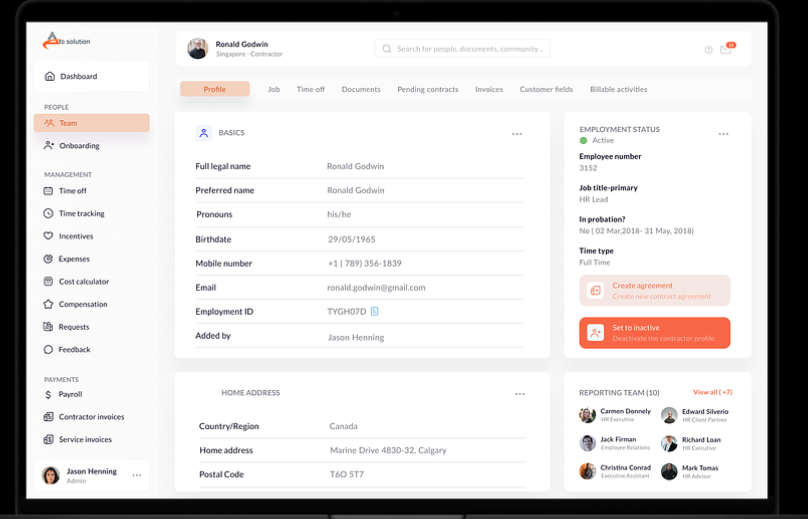 3o solution
Ronald Godwin
Singapore - Contractor
Search for people, documents, community ..
12
Dashboard
PEOPLE
Team
Onboarding
MANAGEMENT
Time off
Time tracking
Incentives
Expenses
Cost calculator
Compensation
Requests
Feedback
PAYMENTS
Payroll
Contractor invoices
Service invoices
Jason Henning
Admin
Profile Job Time off Documents Pending contracts Invoices Customer fields Billable activities
BASICS
Full legal name Ronald Godwin
Preferred name Ronald Godwin
Pronouns his/he
Birthdate 29/05/1965
Mobile number +1 ( 789) 356-1839
Email ronald.godwin@gmail.com
Employment ID TYGH07D
Added by Jason Henning
HOME ADDRESS
Country/Region Canada
Home address Marine Drive 4830-32, Calgary
Postal Code T6O 5T7
EMPLOYMENT STATUS
Active
Employee number
3152
Job title-primary
HR Lead
In probation?
No ( 02 Mar,2018- 31 May, 2018)
Time type
Full Time
Create agreement
Create new contract agreement
Set to inactive
Deactivate the contractor profile
REPORTING TEAM (10) View all ( +7)
Carmen Donnely
HR Executive
Edward Silverio
HR Client Partner
Jack Firman
Employee Relations
Richard Loan
HR Executive
Christina Conrad
Executive Assistant
Mark Tomas
HR Advisor